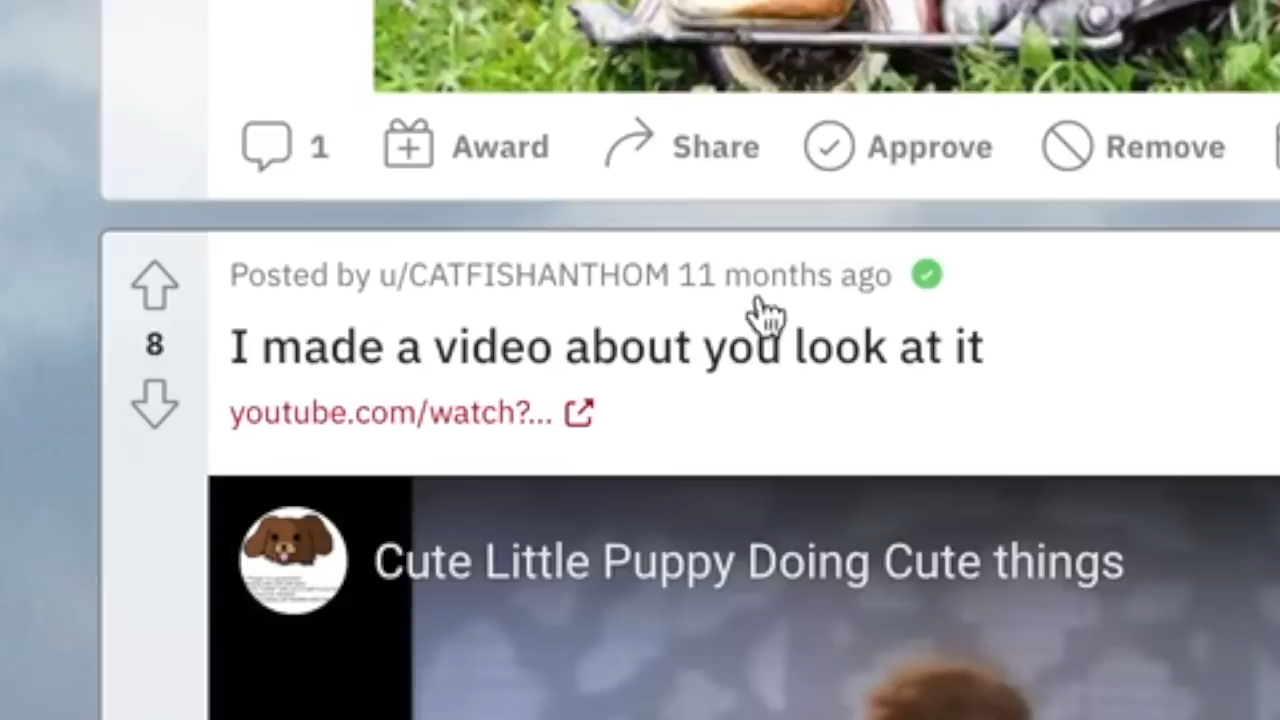 1 Award Share Approve Remove
Posted by u/CATFISHANTHOM 11 months ago
8
I made a video about you look at it
youtube.com/watch?...
Cute Little Puppy Doing Cute things